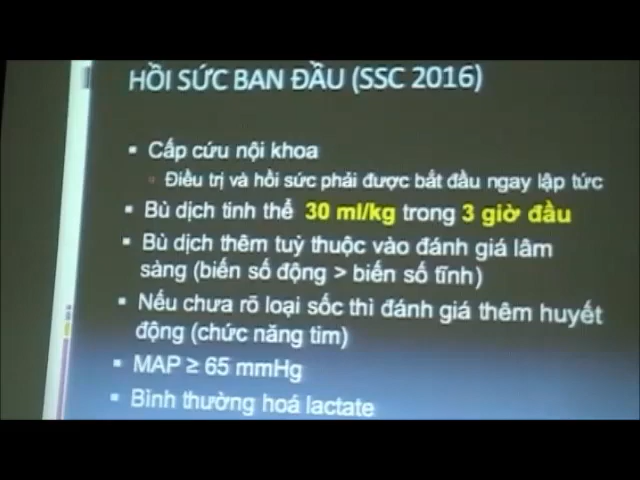 HỒI SỨC BAN ĐẦU (SSC 2016)
▪ Cấp cứu nội khoa
▫ Điều trị và hồi sức phải được bắt đầu ngay lập tức
▪ Bù dịch tinh thể 30 ml/kg trong 3 giờ đầu
▪ Bù dịch thêm tuỳ thuộc vào đánh giá lâm
sàng (biến số động > biến số tĩnh)
▪ Nếu chưa rõ loại sốc thì đánh giá thêm huyết
động (chức năng tim)
▪ MAP ≥ 65 mmHg
▪ Bình thường hoá lactate